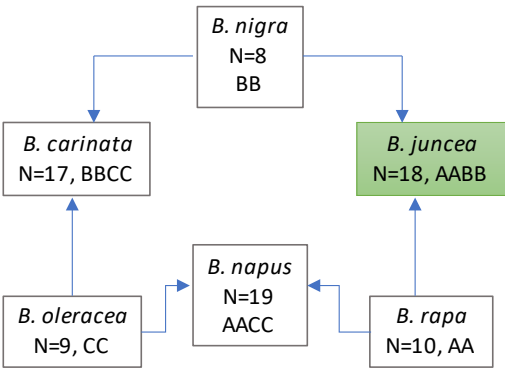 B. nigra
N=8
BB
B. carinata
N=17, BBCC
B. juncea
N=18, AABB
B. napus
N=19
AACC
B. oleracea
N=9, CC
B. rapa
N=10, AA